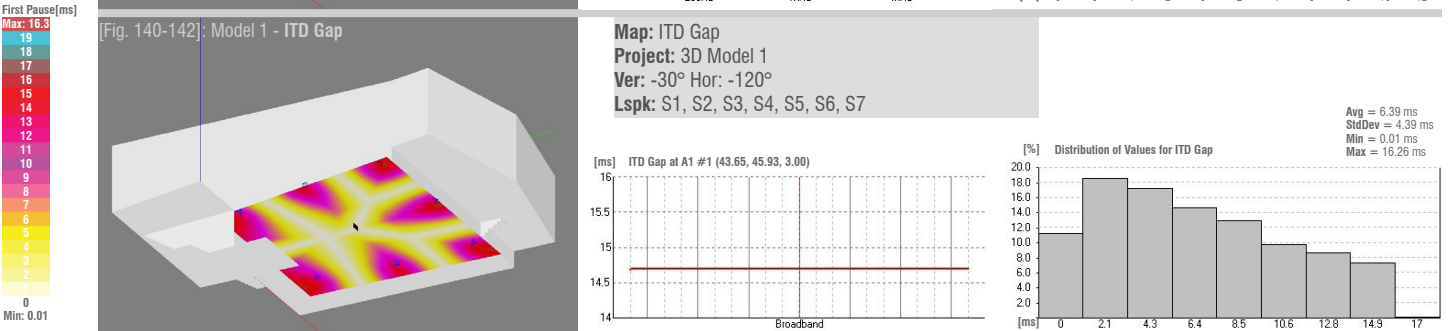 First Pause[ms]
Max: 16.3
19
18
17
16
15
14
13
12
11
10
9
8
7
6
5
4
3
2
0
Min: 0.01
[Fig. 140-142]: Model 1 - ITD Gap
Map: ITD Gap
Project: 3D Model 1
Ver: -30° Hor: -120°
Lspk: S1, S2, S3, S4, S5, S6, S7
[ms] ITD Gap at A1 #1 (43.65, 45.93, 3.00)
16
15.5
15
14.5
14
Broadband
Avg = 6.39 ms
StdDev = 4.39 ms
Min = 0.01 ms
Max = 16.26 ms
[%] Distribution of Values for ITD Gap
20.0
18.0
16.0
14.0
12.0
10.0
8.0
6.0
4.0
2.0
[ms] 0 2.1 4.3 6.4 8.5 10.6 12.8 14.9 17